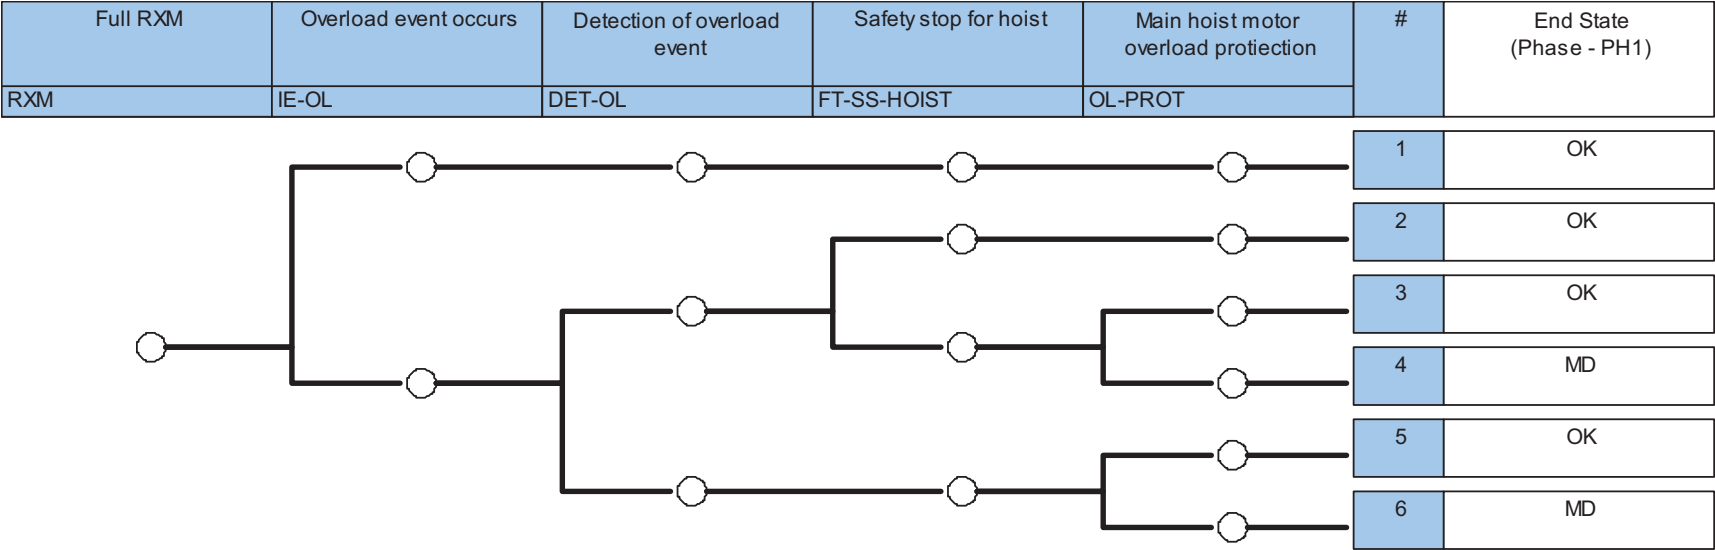 Full RXM
Overload event occurs
Detection of overload
event
Safety stop for hoist
Main hoist motor
overload protiection
#
End State
(Phase - PH1)
RXM
IE-OL
DET-OL
FT-SS-HOIST
OL-PROT
1
OK
2
OK
3
OK
4
MD
5
OK
6
MD